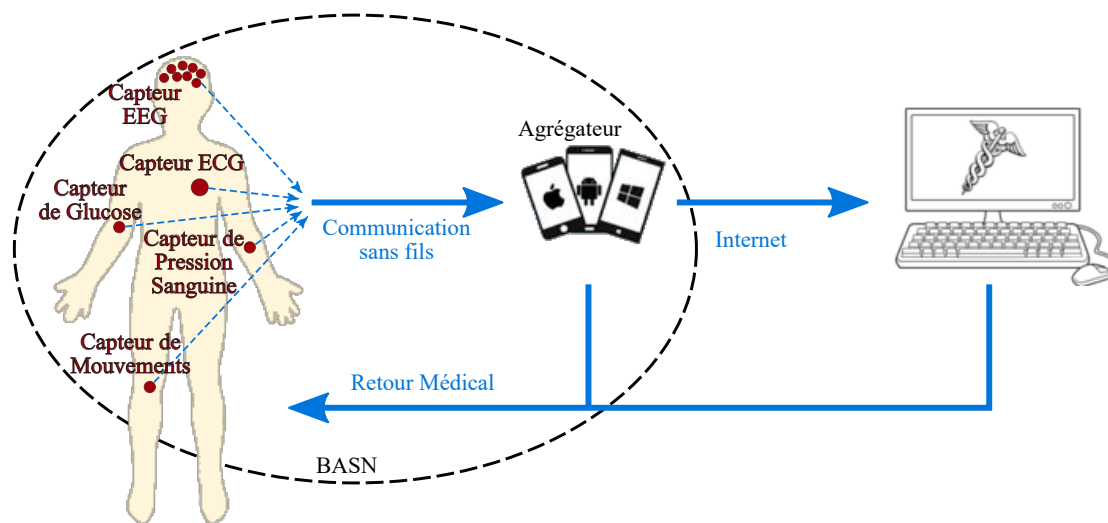 Capteur
EEG
Capteur ECG
Capteur
de Glucose
Capteur de
Pression
Sanguine
Capteur de
Mouvements
Communication
sans fils
Agrégateur
Internet
Retour Médical
BASN